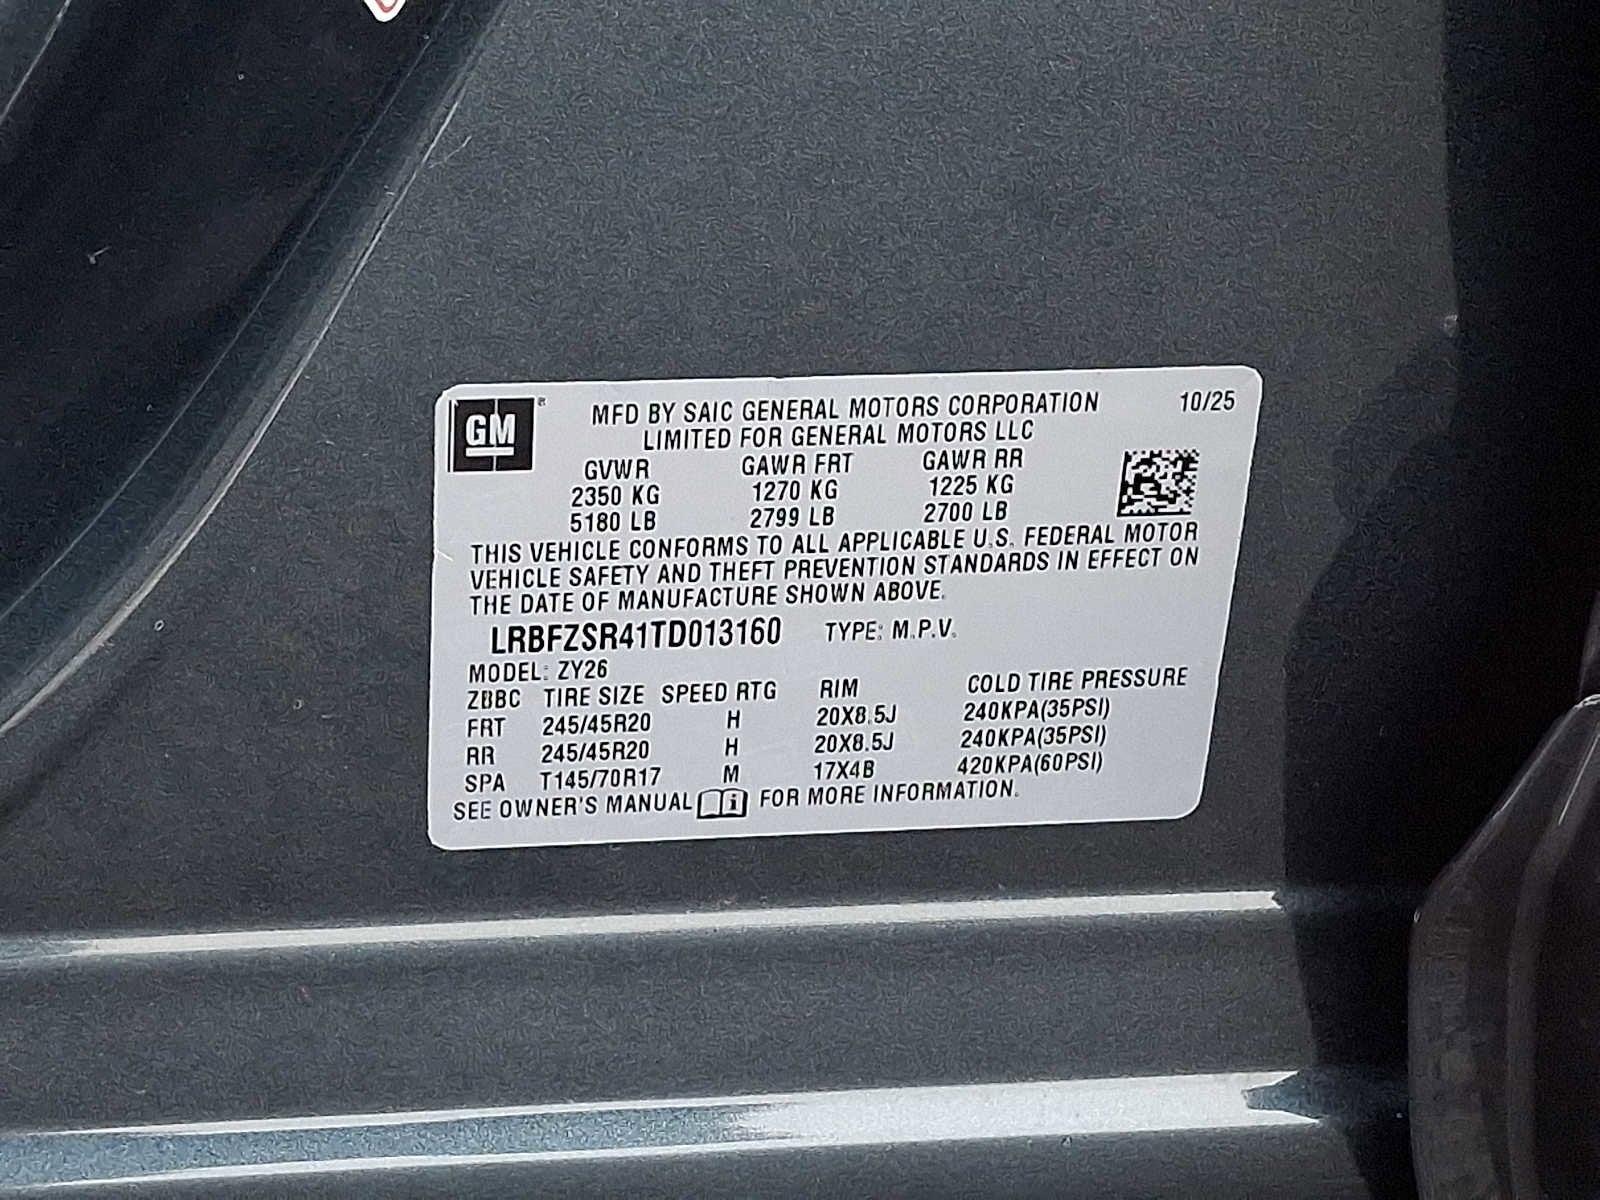 GM ®
MFD BY SAIC GENERAL MOTORS CORPORATION 10/25
LIMITED FOR GENERAL MOTORS LLC
GVWR GAWR FRT GAWR RR
2350 KG 1270 KG 1225 KG
5180 LB 2799 LB 2700 LB
THIS VEHICLE CONFORMS TO ALL APPLICABLE U.S. FEDERAL MOTOR
VEHICLE SAFETY AND THEFT PREVENTION STANDARDS IN EFFECT ON
THE DATE OF MANUFACTURE SHOWN ABOVE.
LRBFZSR41TD013160 TYPE: M.P.V.
MODEL: ZY26
ZBBC TIRE SIZE SPEED RTG RIM COLD TIRE PRESSURE
FRT 245/45R20 H 20X8.5J 240KPA(35PSI)
RR 245/45R20 H 20X8.5J 240KPA(35PSI)
SPA T145/70R17 M 17X4B 420KPA(60PSI)
SEE OWNER'S MANUAL i FOR MORE INFORMATION.